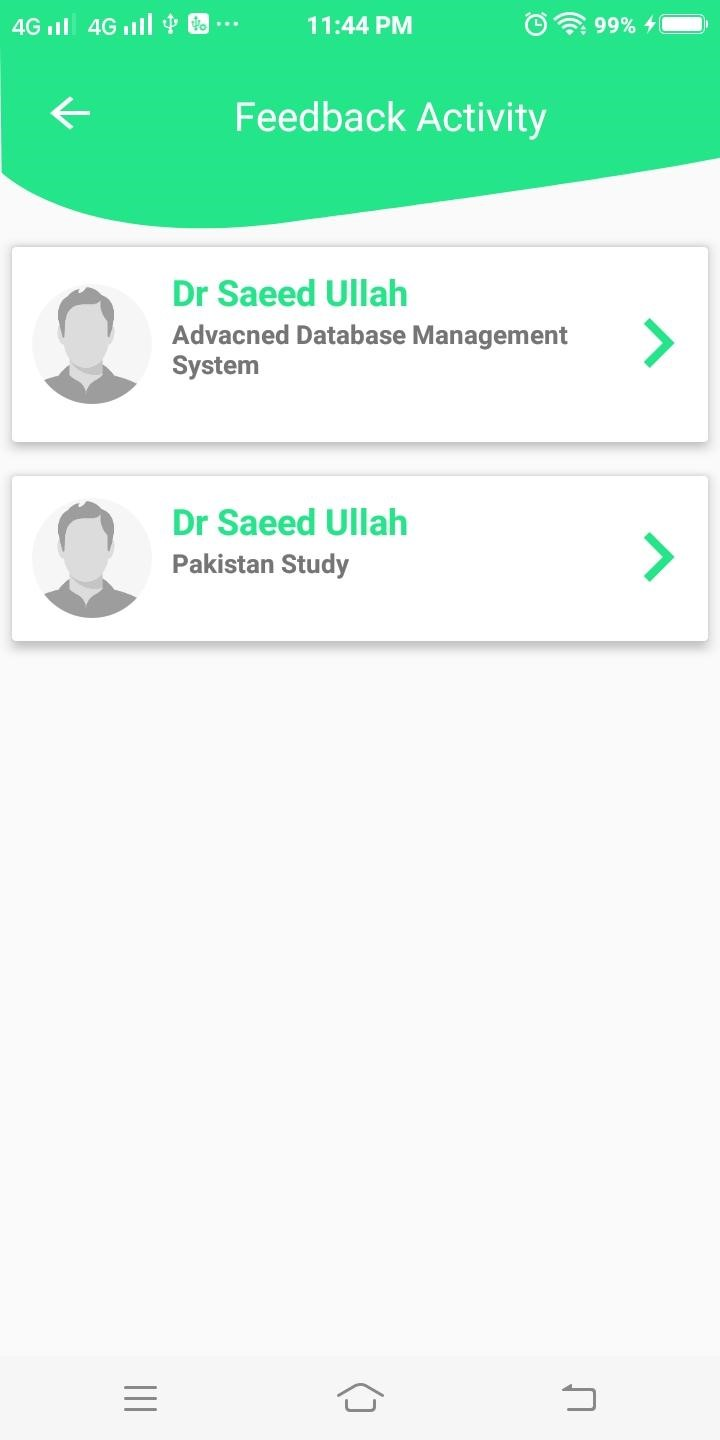 4G 4G 11:44 PM 99%
Feedback Activity
Dr Saeed Ullah
Advacned Database Management
System
Dr Saeed Ullah
Pakistan Study